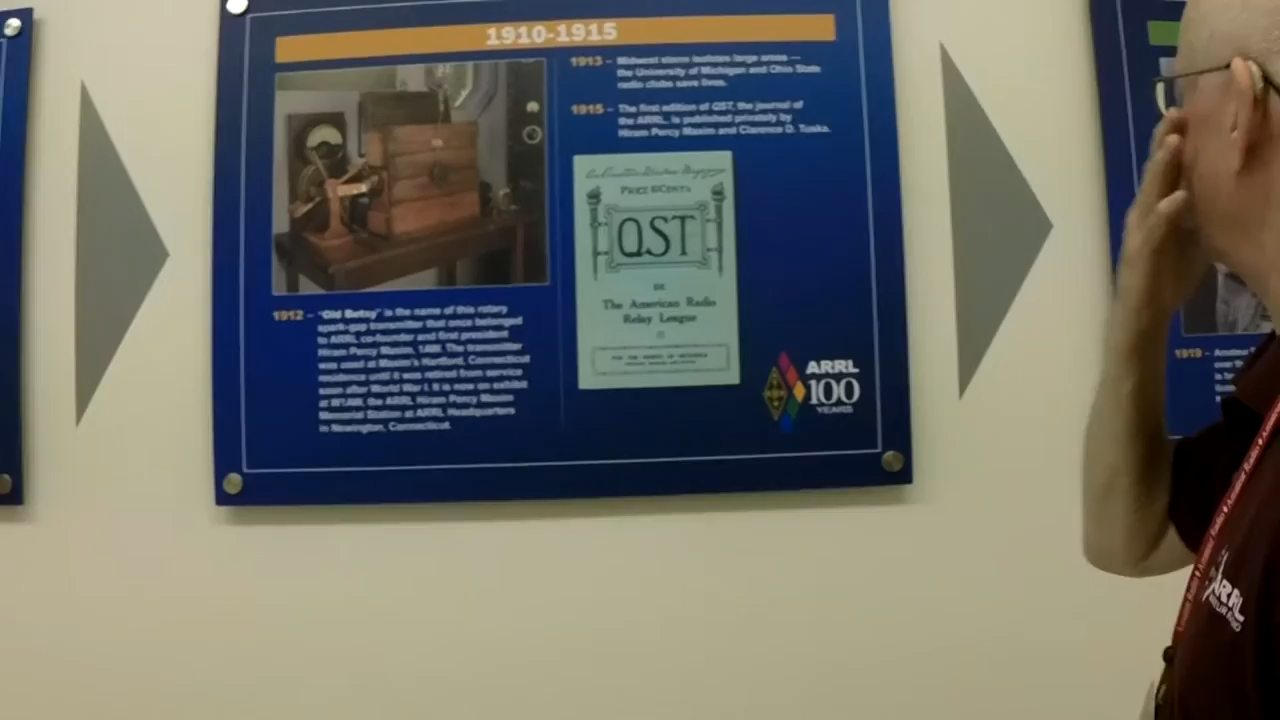 1910-1915
1913 – Midwest storm isolates large areas —
the University of Michigan and Ohio State
radio clubs save lives.
1915 – The first edition of QST, the journal of
the ARRL, is published privately by
Hiram Percy Maxim and Clarence D. Tuska.
PRICE 10 CENTS
QST
The American Radio
Relay League
1912 – "Old Betsy" is the name of this rotary
spark-gap transmitter that once belonged
to ARRL co-founder and first president
Hiram Percy Maxim, 1AW. The transmitter
was used at Maxim's Hartford, Connecticut
residence until it was retired from service
soon after World War I. It is now on exhibit
at W1AW, the ARRL Hiram Percy Maxim
Memorial Station at ARRL Headquarters
in Newington, Connecticut.
ARRL
100
YEARS
1919 – Amateur
over
is
ARRL
Amateur Radio